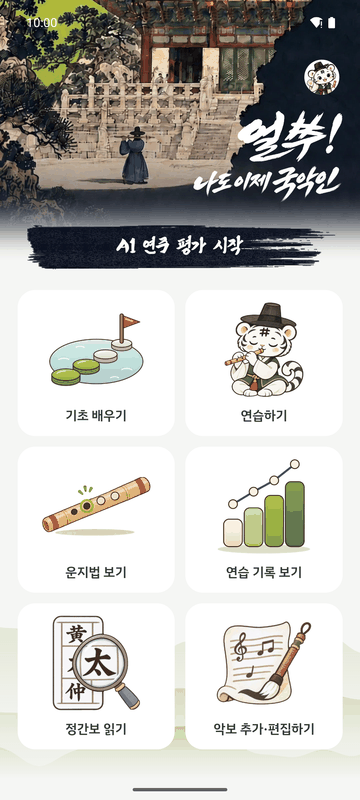 10:00
얼쑤!
나도 이제 국악인
AI 연주 평가 시작
기초 배우기
연습하기
운지법 보기
연습 기록 보기
黃
太
仲
정간보 읽기
악보 추가·편집하기